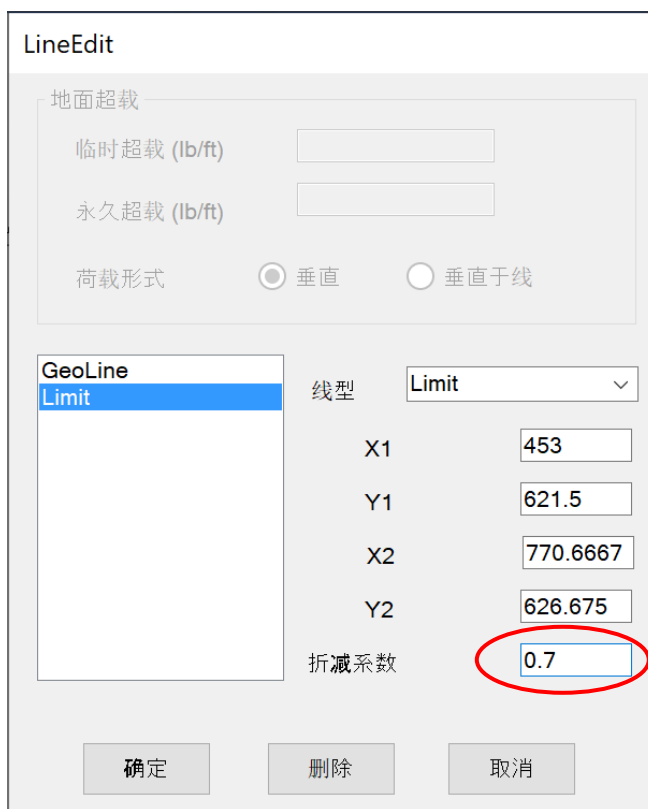 LineEdit
地面超载
临时超载 (lb/ft)
永久超载 (lb/ft)
荷载形式 垂直 垂直于线
GeoLine
Limit
线型 Limit
X1 453
Y1 621.5
X2 770.6667
Y2 626.675
折减系数 0.7
确定 删除 取消